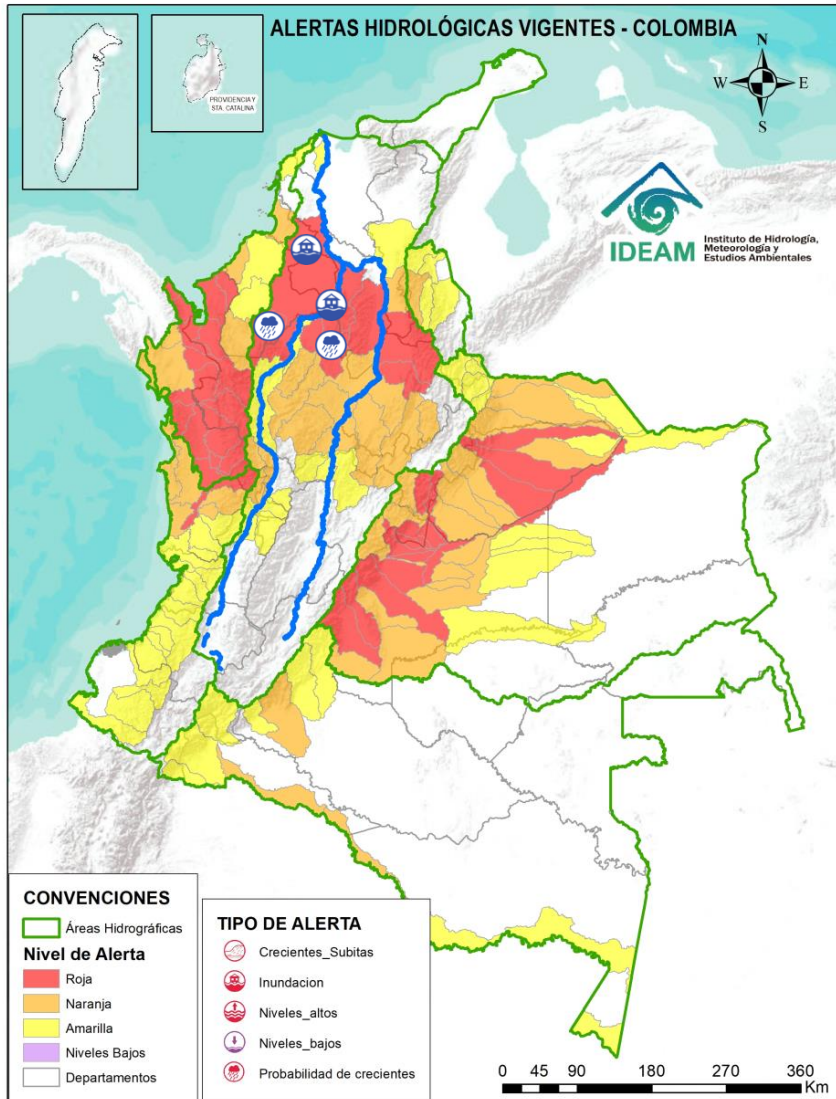 ALERTAS HIDROLÓGICAS VIGENTES - COLOMBIA
PROVIDENCIA Y
STA. CATALINA
N
W
E
S
IDEAM
Instituto de Hidrología,
Meteorología y
Estudios Ambientales
CONVENCIONES
Áreas Hidrográficas
Nivel de Alerta
Roja
Naranja
Amarilla
Niveles Bajos
Departamentos
TIPO DE ALERTA
Crecientes_Subitas
Inundacion
Niveles_altos
Niveles_bajos
Probabilidad de crecientes
0 45 90 180 270 360
Km